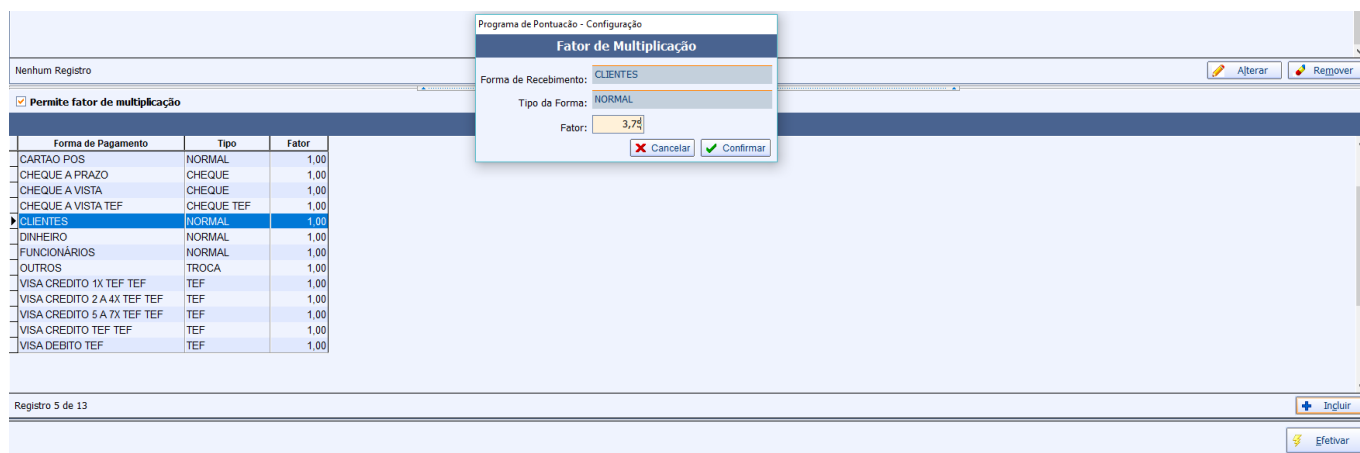 Programa de Pontuacão - Configuração
Fator de Multiplicação
Forma de Recebimento: CLIENTES
Tipo da Forma: NORMAL
Fator:
Cancelar Confirmar
Nenhum Registro
Alterar Remover
Permite fator de multiplicação
Forma de Pagamento Tipo Fator
CARTAO POS NORMAL 1,00
CHEQUE A PRAZO CHEQUE 1,00
CHEQUE A VISTA CHEQUE 1,00
CHEQUE A VISTA TEF CHEQUE TEF 1,00
CLIENTES NORMAL 1,00
DINHEIRO NORMAL 1,00
FUNCIONÁRIOS NORMAL 1,00
OUTROS TROCA 1,00
VISA CREDITO 1X TEF TEF TEF 1,00
VISA CREDITO 2 A 4X TEF TEF TEF 1,00
VISA CREDITO 5 A 7X TEF TEF TEF 1,00
VISA CREDITO TEF TEF TEF 1,00
VISA DEBITO TEF TEF 1,00
Registro 5 de 13
Incluir
Efetivar